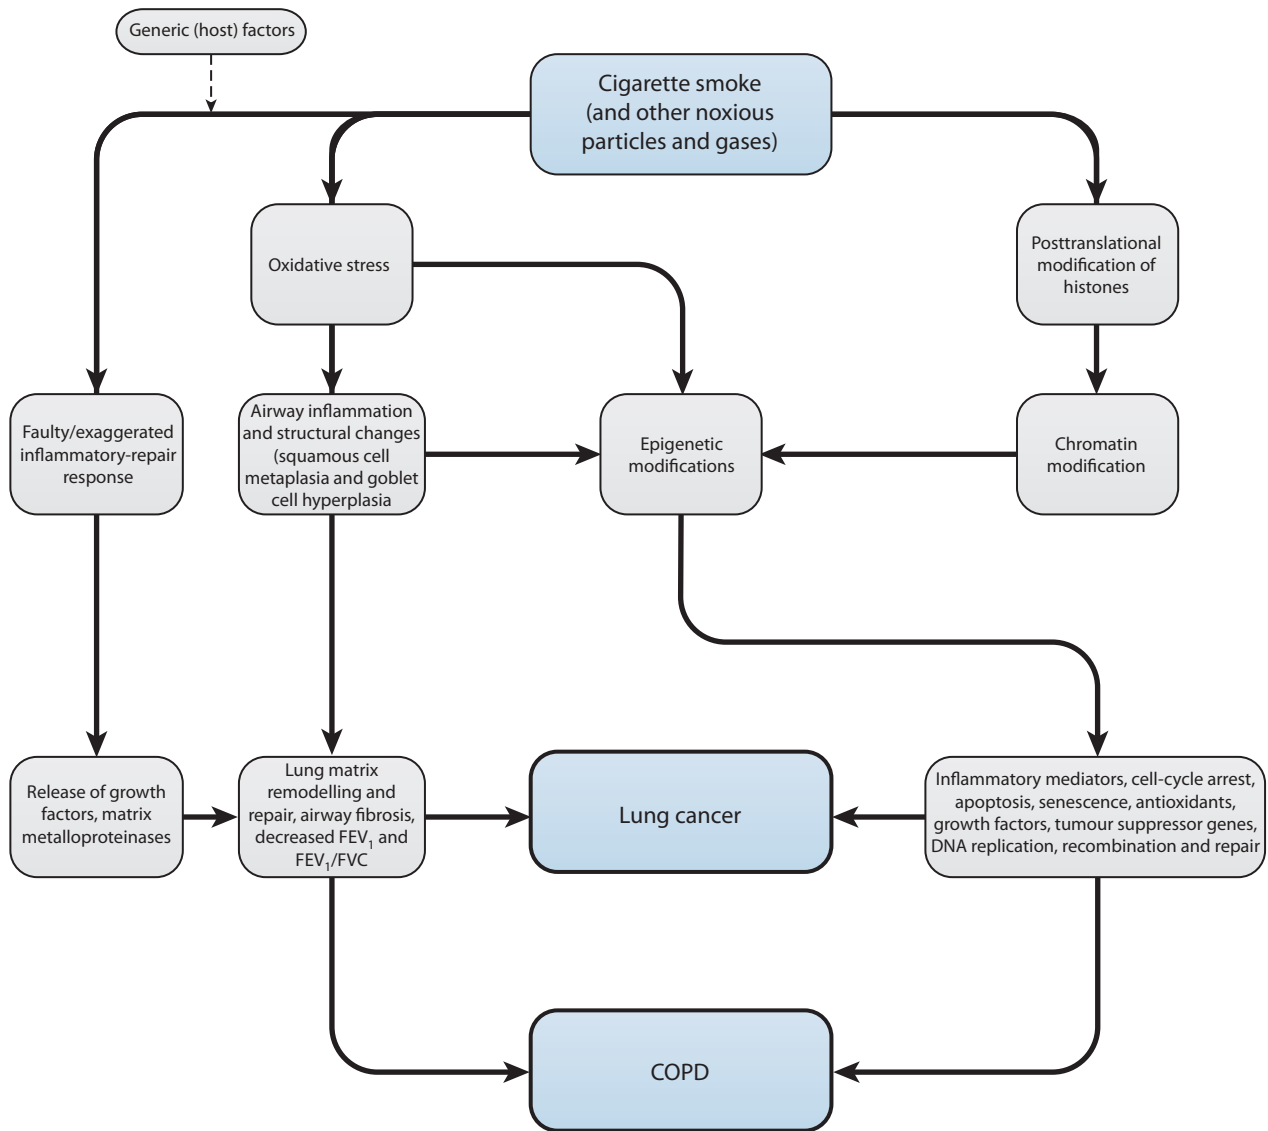 Generic (host) factors
Cigarette smoke
(and other noxious
particles and gases)
Oxidative stress
Posttranslational
modification of
histones
Faulty/exaggerated
inflammatory-repair
response
Airway inflammation
and structural changes
(squamous cell
metaplasia and goblet
cell hyperplasia
Epigenetic
modifications
Chromatin
modification
Release of growth
factors, matrix
metalloproteinases
Lung matrix
remodelling and
repair, airway fibrosis,
decreased FEV₁ and
FEV₁/FVC
Lung cancer
Inflammatory mediators, cell-cycle arrest,
apoptosis, senescence, antioxidants,
growth factors, tumour suppressor genes,
DNA replication, recombination and repair
COPD